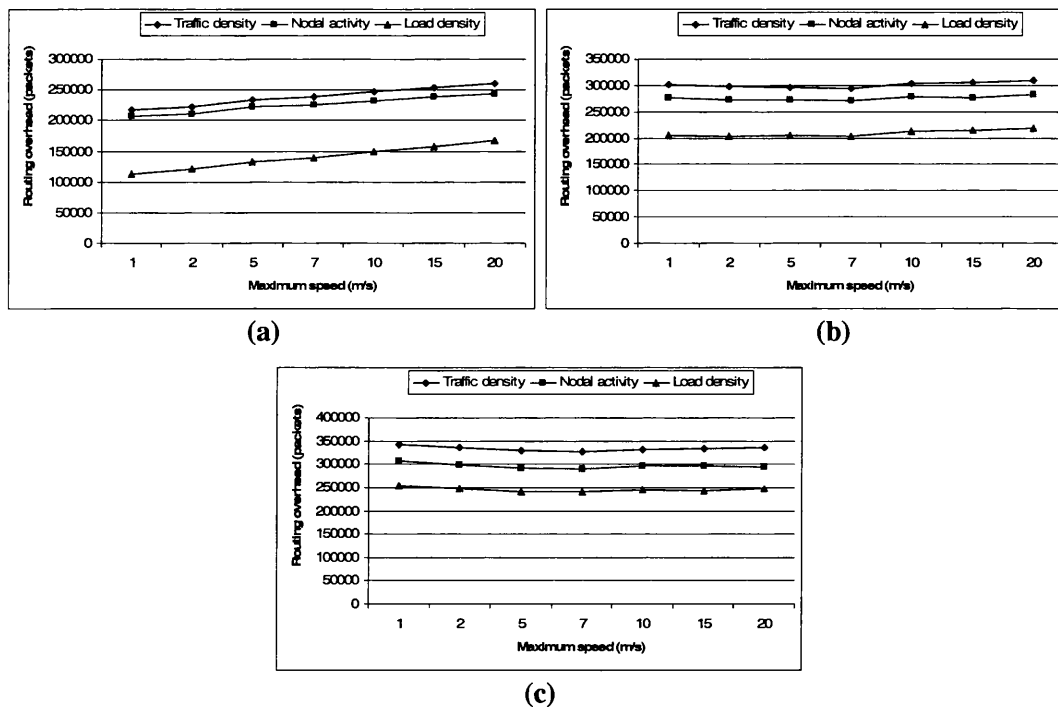 Traffic density Nodal activity Load density
Routing overhead (packets)
300000
250000
200000
150000
100000
50000
0
1 2 5 7 10 15 20
Maximum speed (m/s)
(a)
Traffic density Nodal activity Load density
Routing overhead (packets)
350000
300000
250000
200000
150000
100000
50000
0
1 2 5 7 10 15 20
Maximum speed (m/s)
(b)
Traffic density Nodal activity Load density
Routing overhead (packets)
400000
350000
300000
250000
200000
150000
100000
50000
0
1 2 5 7 10 15 20
Maximum speed (m/s)
(c)